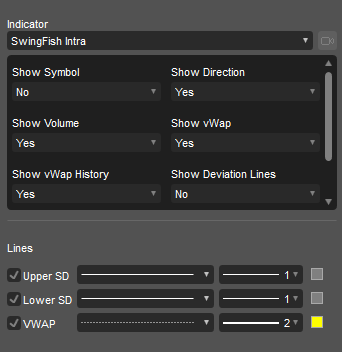 Indicator
SwingFish Intra
Show Symbol Show Direction
No Yes
Show Volume Show vWap
Yes Yes
Show vWap History Show Deviation Lines
Yes No
Lines
Upper SD 1
Lower SD 1
VWAP 2